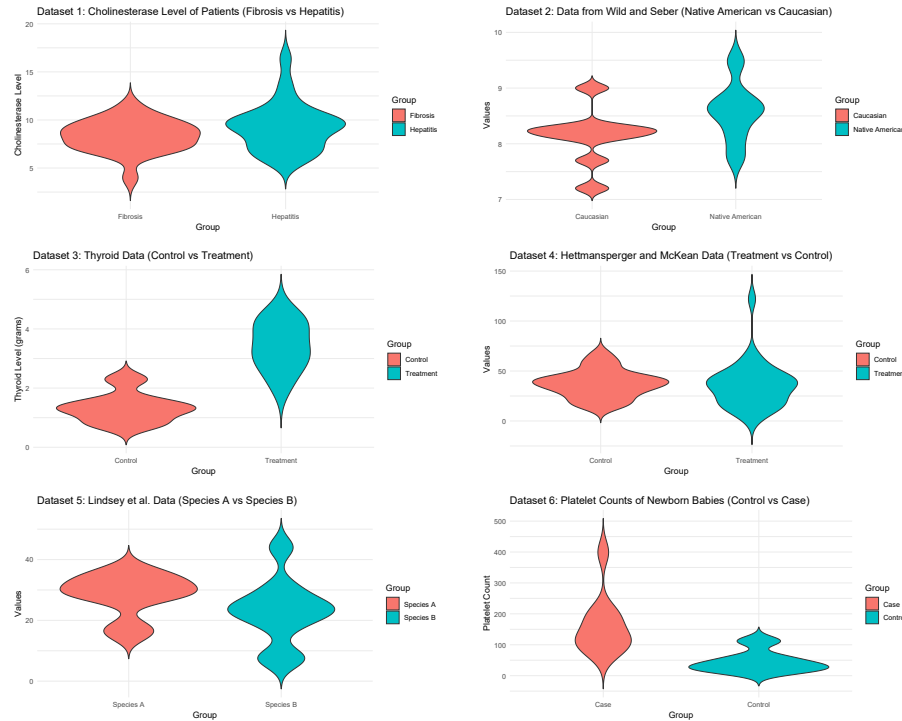 Dataset 1: Cholinesterase Level of Patients (Fibrosis vs Hepatitis)
20
15
10
5
Cholinesterase Level
Fibrosis
Hepatitis
Group
Group
Fibrosis
Hepatitis
Dataset 2: Data from Wild and Seber (Native American vs Caucasian)
10
9
8
7
Values
Caucasian
Native American
Group
Group
Caucasian
Native American
Dataset 3: Thyroid Data (Control vs Treatment)
6
4
2
0
Thyroid Level (grams)
Control
Treatment
Group
Group
Control
Treatment
Dataset 4: Hettmansperger and McKean Data (Treatment vs Control)
150
100
50
0
Values
Control
Treatment
Group
Group
Control
Treatmer
Dataset 5: Lindsey et al. Data (Species A vs Species B)
40
20
0
Values
Species A
Species B
Group
Group
Species A
Species B
Dataset 6: Platelet Counts of Newborn Babies (Control vs Case)
500
400
300
200
100
0
Platelet Count
Case
Control
Group
Group
Case
Contro